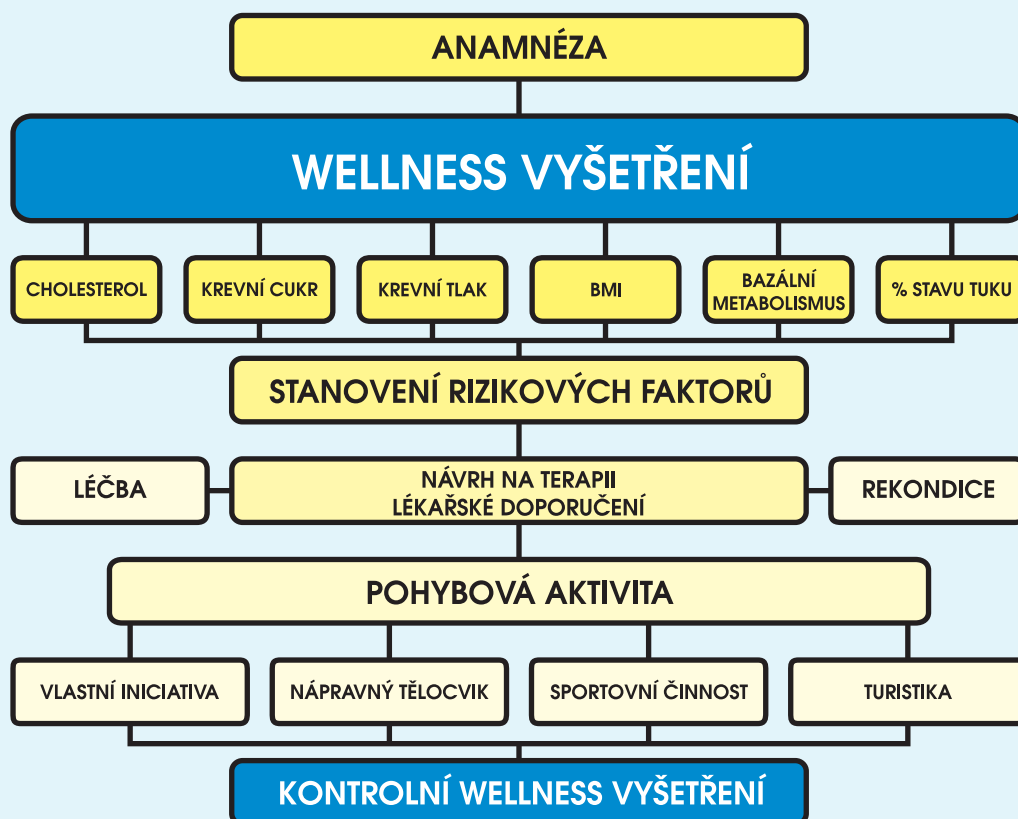 ANAMNÉZA
WELLNESS VYŠETŘENÍ
CHOLESTEROL
KREVNÍ CUKR
KREVNÍ TLAK
BMI
BAZÁLNÍ
METABOLISMUS
% STAVU TUKU
STANOVENÍ RIZIKOVÝCH FAKTORŮ
LÉČBA
NÁVRH NA TERAPII
LÉKAŘSKÉ DOPORUČENÍ
REKONDICE
POHYBOVÁ AKTIVITA
VLASTNÍ INICIATIVA
NÁPRAVNÝ TĚLOCVIK
SPORTOVNÍ ČINNOST
TURISTIKA
KONTROLNÍ WELLNESS VYŠETŘENÍ